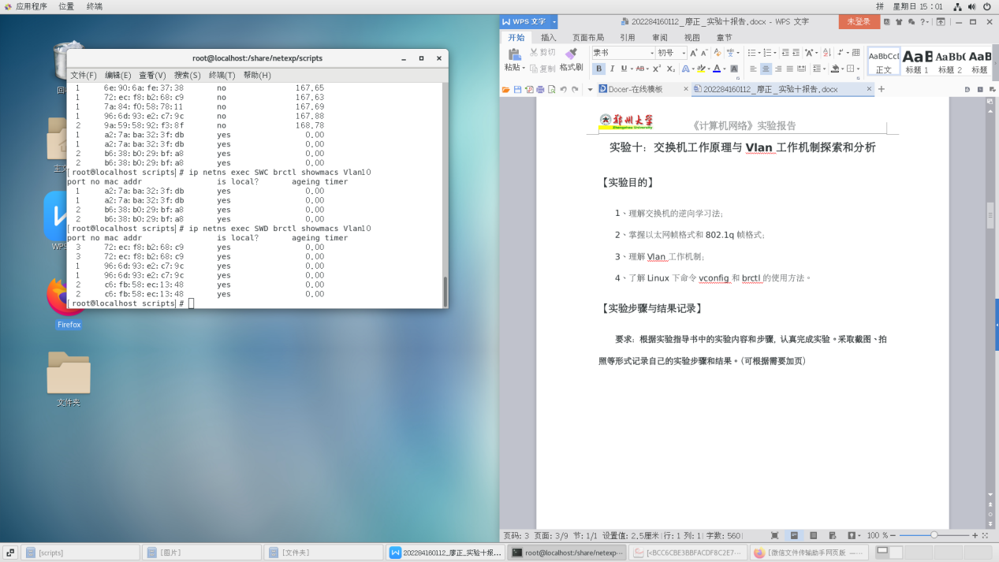 应用程序 位置 终端
拼 星期日 15：01
回收
主文
WPS
Firefox
文件夹
root@localhost:/share/netexp/scripts
文件(F) 编辑(E) 查看(V) 搜索(S) 终端(T) 帮助(H)
1 6e:90:6a:fe:37:38 no 167.65
1 72:ec:f8:b2:68:c9 no 167.63
1 7a:84:f0:58:78:11 no 167.69
1 96:6d:93:e2:c7:9c no 167.88
2 9a:59:58:92:f3:8f no 168.78
1 a2:7a:ba:32:3f:db yes 0.00
1 a2:7a:ba:32:3f:db yes 0.00
2 b6:38:b0:29:bf:a8 yes 0.00
2 b6:38:b0:29:bf:a8 yes 0.00
[root@localhost scripts]# ip netns exec SWC brctl showmacs Vlan10
port no mac addr is local? ageing timer
1 a2:7a:ba:32:3f:db yes 0.00
1 a2:7a:ba:32:3f:db yes 0.00
2 b6:38:b0:29:bf:a8 yes 0.00
2 b6:38:b0:29:bf:a8 yes 0.00
[root@localhost scripts]# ip netns exec SWD brctl showmacs Vlan10
port no mac addr is local? ageing timer
3 72:ec:f8:b2:68:c9 yes 0.00
3 72:ec:f8:b2:68:c9 yes 0.00
1 96:6d:93:e2:c7:9c yes 0.00
1 96:6d:93:e2:c7:9c yes 0.00
2 c6:fb:58:ec:13:48 yes 0.00
2 c6:fb:58:ec:13:48 yes 0.00
[root@localhost scripts]#
WPS 文字
202284160112_廖正_实验十报告.docx - WPS 文字
未登录
开始 插入 页面布局 引用 审阅 视图 章节
粘贴 剪切 复制 格式刷
隶书 初号
AaBbCcI AaB AaBb( AaB
正文 标题 1 标题 2 标题
Docer-在线模板 202284160112_廖正_实验十报告.docx
郑州大学 Zhengzhou University
《计算机网络》实验报告
实验十：交换机工作原理与 Vlan 工作机制探索和分析
【实验目的】
1、理解交换机的逆向学习法；
2、掌握以太网帧格式和 802.1q 帧格式；
3、理解 Vlan 工作机制；
4、了解 Linux 下命令 vconfig 和 brctl 的使用方法。
【实验步骤与结果记录】
要求：根据实验指导书中的实验内容和步骤，认真完成实验。采取截图、拍
照等形式记录自己的实验步骤和结果。（可根据需要加页）
页码: 3 页面: 3/9 节: 1/1 设置值: 2.5厘米 行: 1 列: 1 字数: 560 100 %
[scripts]
[图片]
[文件夹]
202284160112_廖正_实验十报...
root@localhost:/share/netexp...
[<BCC6CBE3BBFACDF8C2E7...
[微信文件传输助手网页版 —...